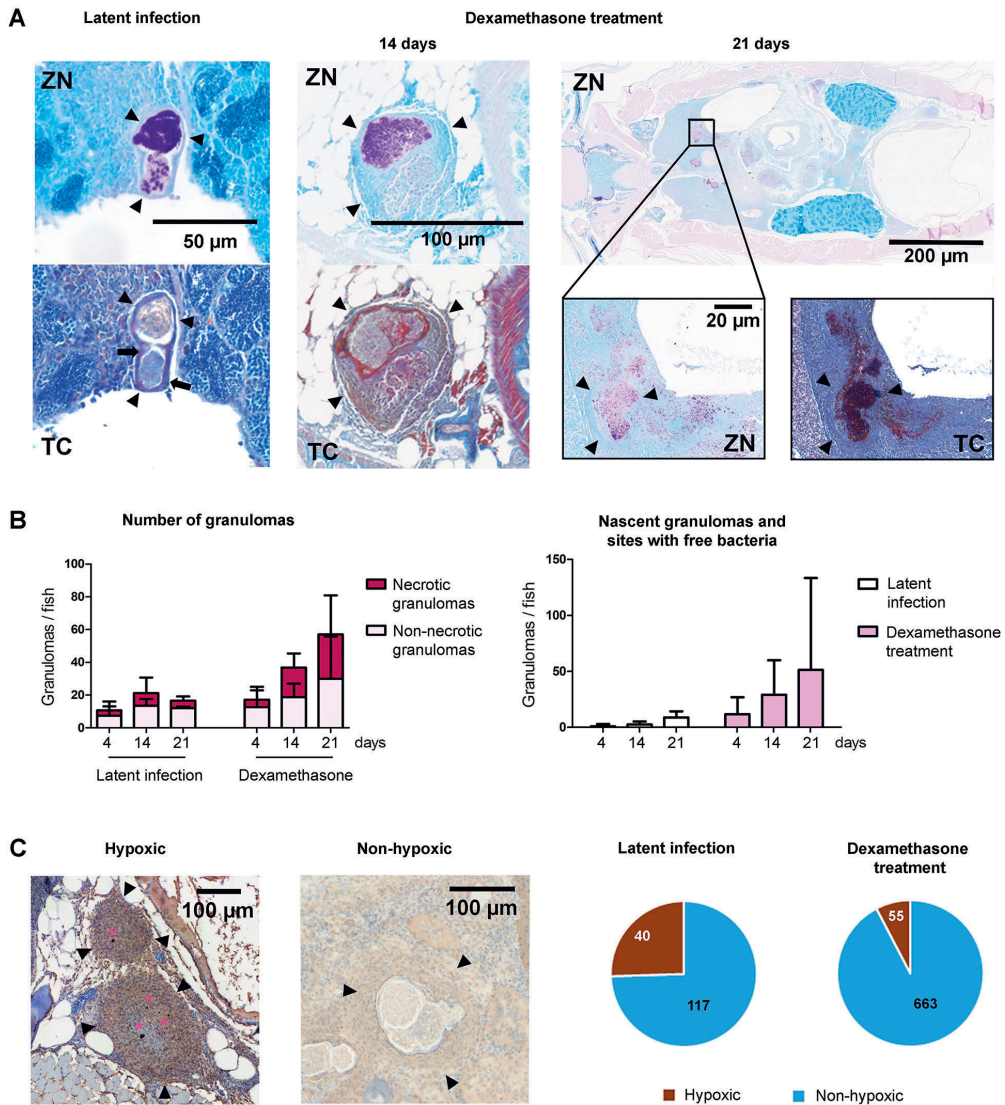 A
Latent infection
Dexamethasone treatment
14 days
21 days
ZN
50 µm
TC
ZN
100 µm
TC
ZN
200 µm
20 µm
ZN
TC
B
Number of granulomas
Granulomas / fish
100
80
60
40
20
0
4 14 21 4 14 21 days
Latent infection Dexamethasone
Necrotic
granulomas
Non-necrotic
granulomas
Nascent granulomas and
sites with free bacteria
Granulomas / fish
150
100
50
0
4 14 21 4 14 21 days
Latent
infection
Dexamethasone
treatment
C
Hypoxic
100 µm
Non-hypoxic
100 µm
Latent infection
40
117
Dexamethasone
treatment
55
663
Hypoxic Non-hypoxic